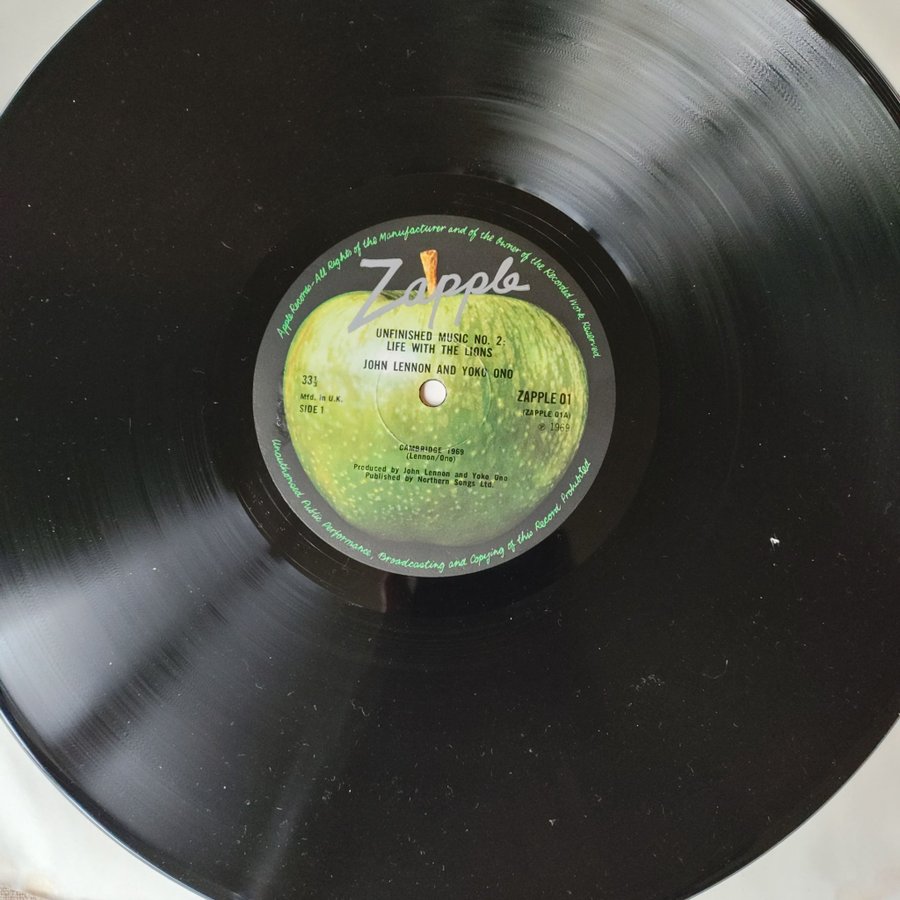 Apple Records-All Rights of the Manufacturer and of the Owner of the Recorded Work Reserved
Zapple
UNFINISHED MUSIC NO. 2:
LIFE WITH THE LIONS
JOHN LENNON AND YOKO ONO
33⅓
Mfd. in U.K.
SIDE 1
ZAPPLE 01
(ZAPPLE 01A)
℗ 1969
CAMBRIDGE 1969
(Lennon/Ono)
Produced by John Lennon and Yoko Ono
Published by Northern Songs Ltd.
Unauthorised Public Performance, Broadcasting and Copying of this Record Prohibited